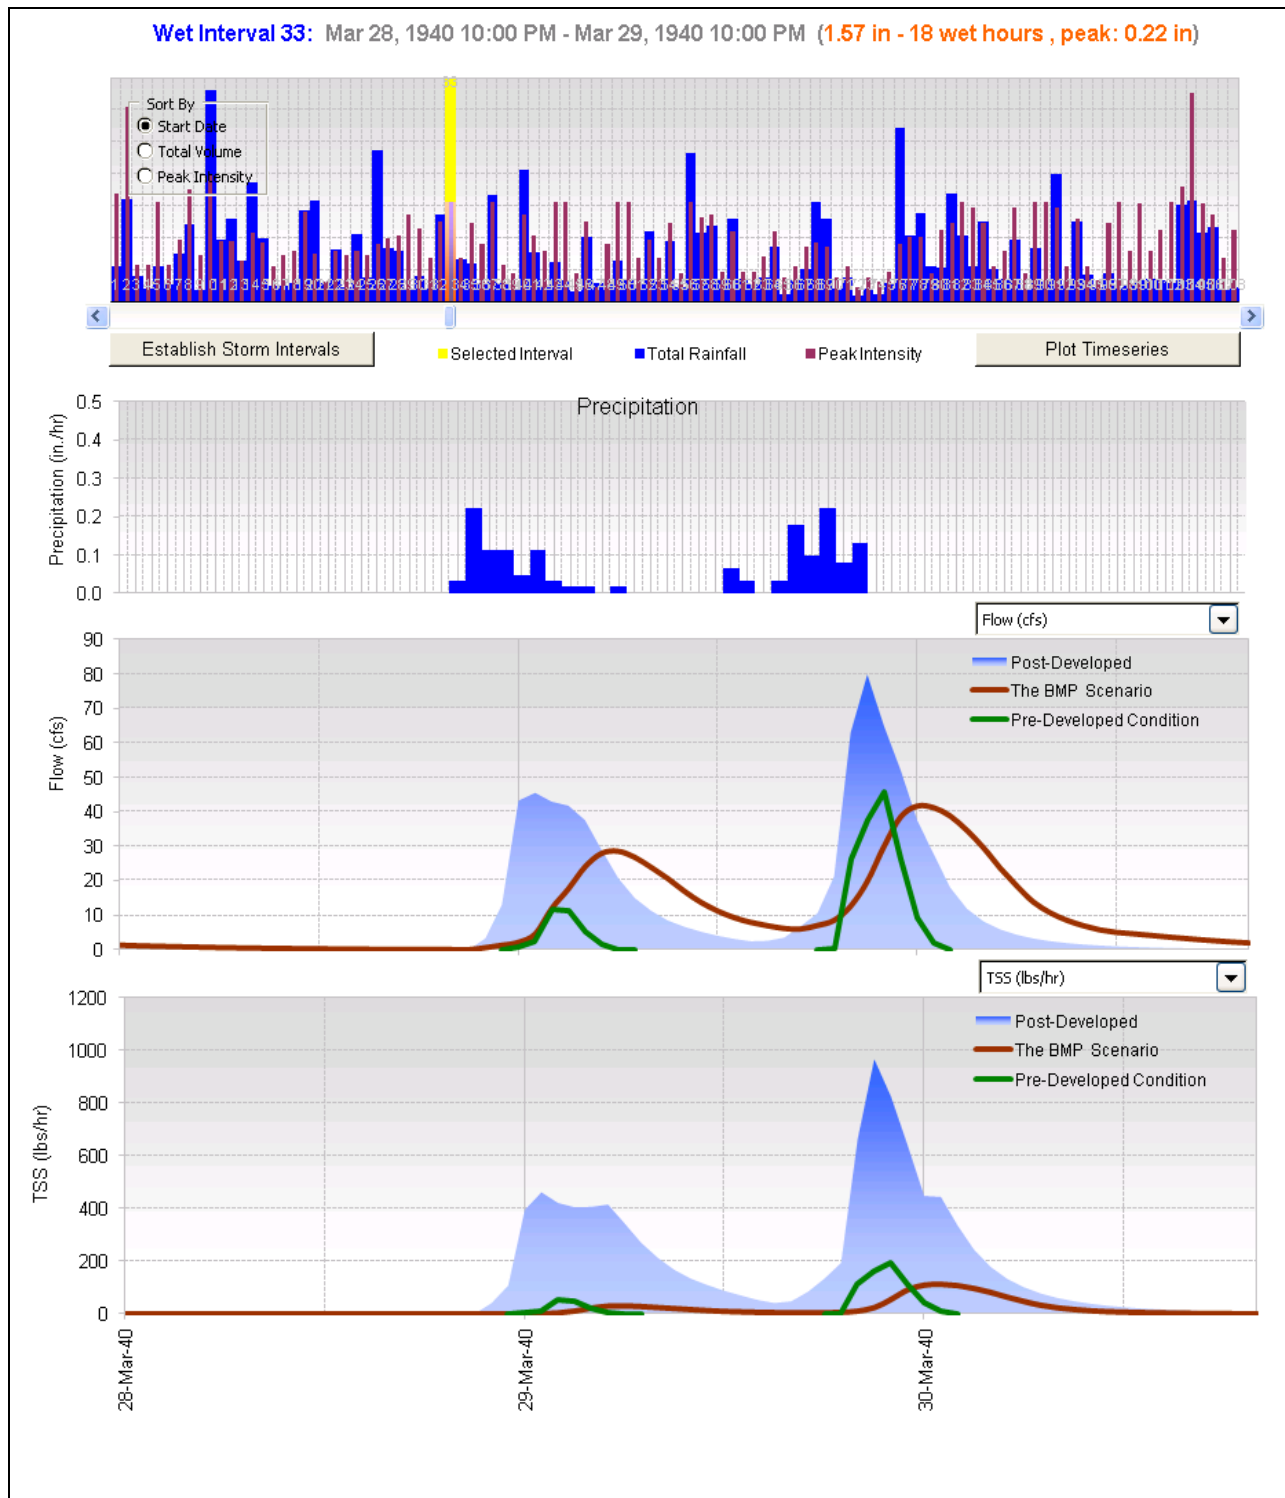 Wet Interval 33: Mar 28, 1940 10:00 PM - Mar 29, 1940 10:00 PM (1.57 in - 18 wet hours , peak: 0.22 in)
Sort By
Start Date
Total Volume
Peak Intensity
Establish Storm Intervals
Selected Interval
Total Rainfall
Peak Intensity
Plot Timeseries
Precipitation
Precipitation (in./hr)
0.5
0.4
0.3
0.2
0.1
0.0
Flow (cfs)
Flow (cfs)
90
80
70
60
50
40
30
20
10
0
Post-Developed
The BMP Scenario
Pre-Developed Condition
TSS (lbs/hr)
TSS (lbs/hr)
1200
1000
800
600
400
200
0
Post-Developed
The BMP Scenario
Pre-Developed Condition
28-Mar-40
29-Mar-40
30-Mar-40